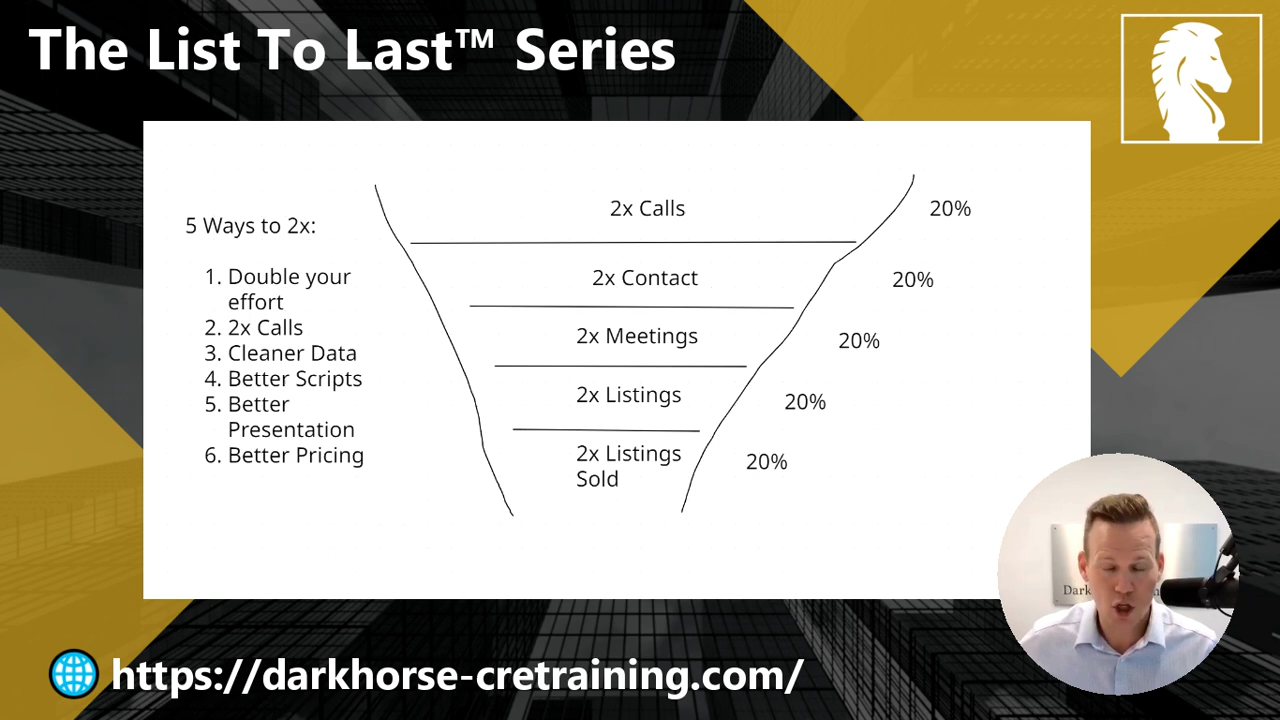 The List To Last™ Series
5 Ways to 2x:
1. Double your
effort
2. 2x Calls
3. Cleaner Data
4. Better Scripts
5. Better
Presentation
6. Better Pricing
2x Calls
20%
2x Contact
20%
2x Meetings
20%
2x Listings
20%
2x Listings
Sold
20%
Dark
https://darkhorse-cretraining.com/